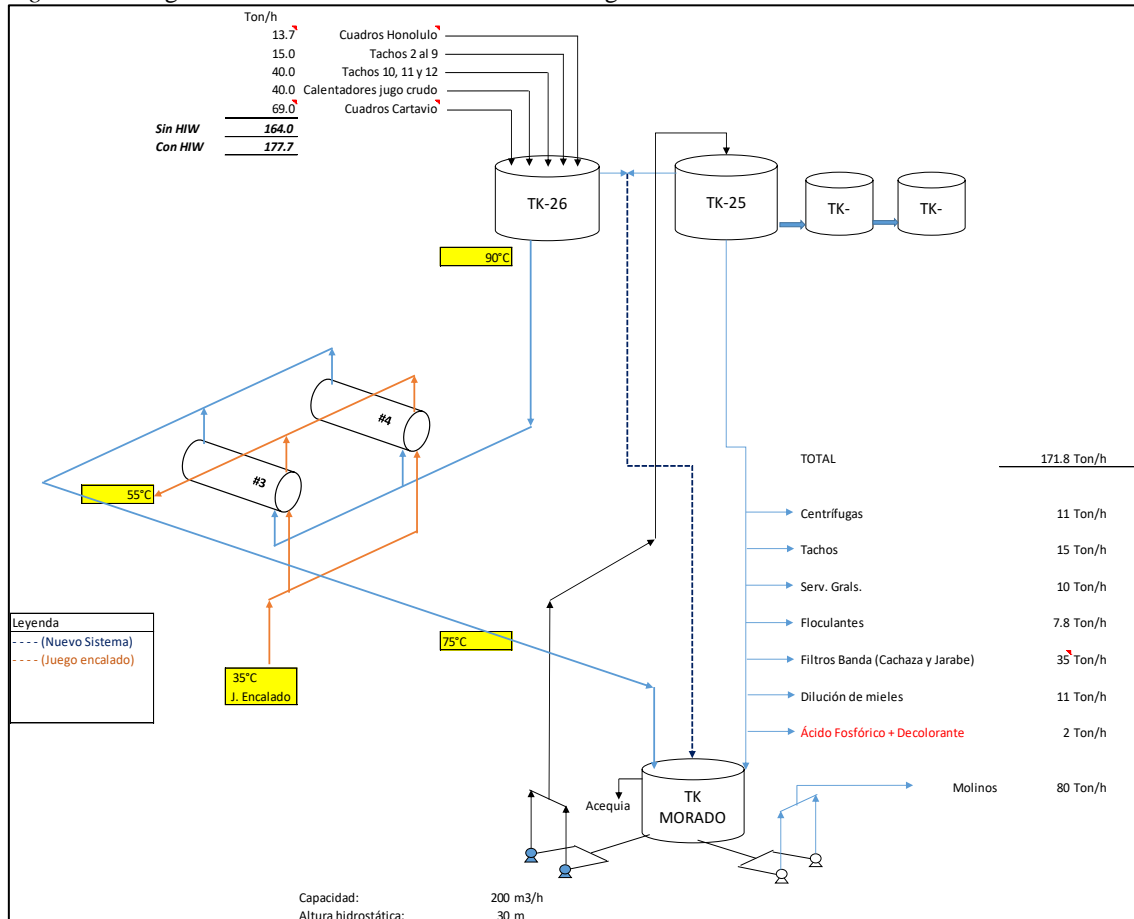 Ton/h
13.7 Cuadros Honolulo
15.0 Tachos 2 al 9
40.0 Tachos 10, 11 y 12
40.0 Calentadores jugo crudo
69.0 Cuadros Cartavio
Sin HIW 164.0
Con HIW 177.7
TK-26
TK-25
TK-
TK-
90°C
#4
#3
55°C
TOTAL 171.8 Ton/h
Centrífugas 11 Ton/h
Tachos 15 Ton/h
Serv. Grals. 10 Ton/h
Floculantes 7.8 Ton/h
Filtros Banda (Cachaza y Jarabe) 35 Ton/h
Dilución de mieles 11 Ton/h
Ácido Fosfórico + Decolorante 2 Ton/h
Leyenda
- - - - (Nuevo Sistema)
- - - - (Juego encalado)
75°C
35°C
J. Encalado
Acequia
TK
MORADO
Molinos 80 Ton/h
Capacidad: 200 m3/h
Altura hidrostática: 30 m